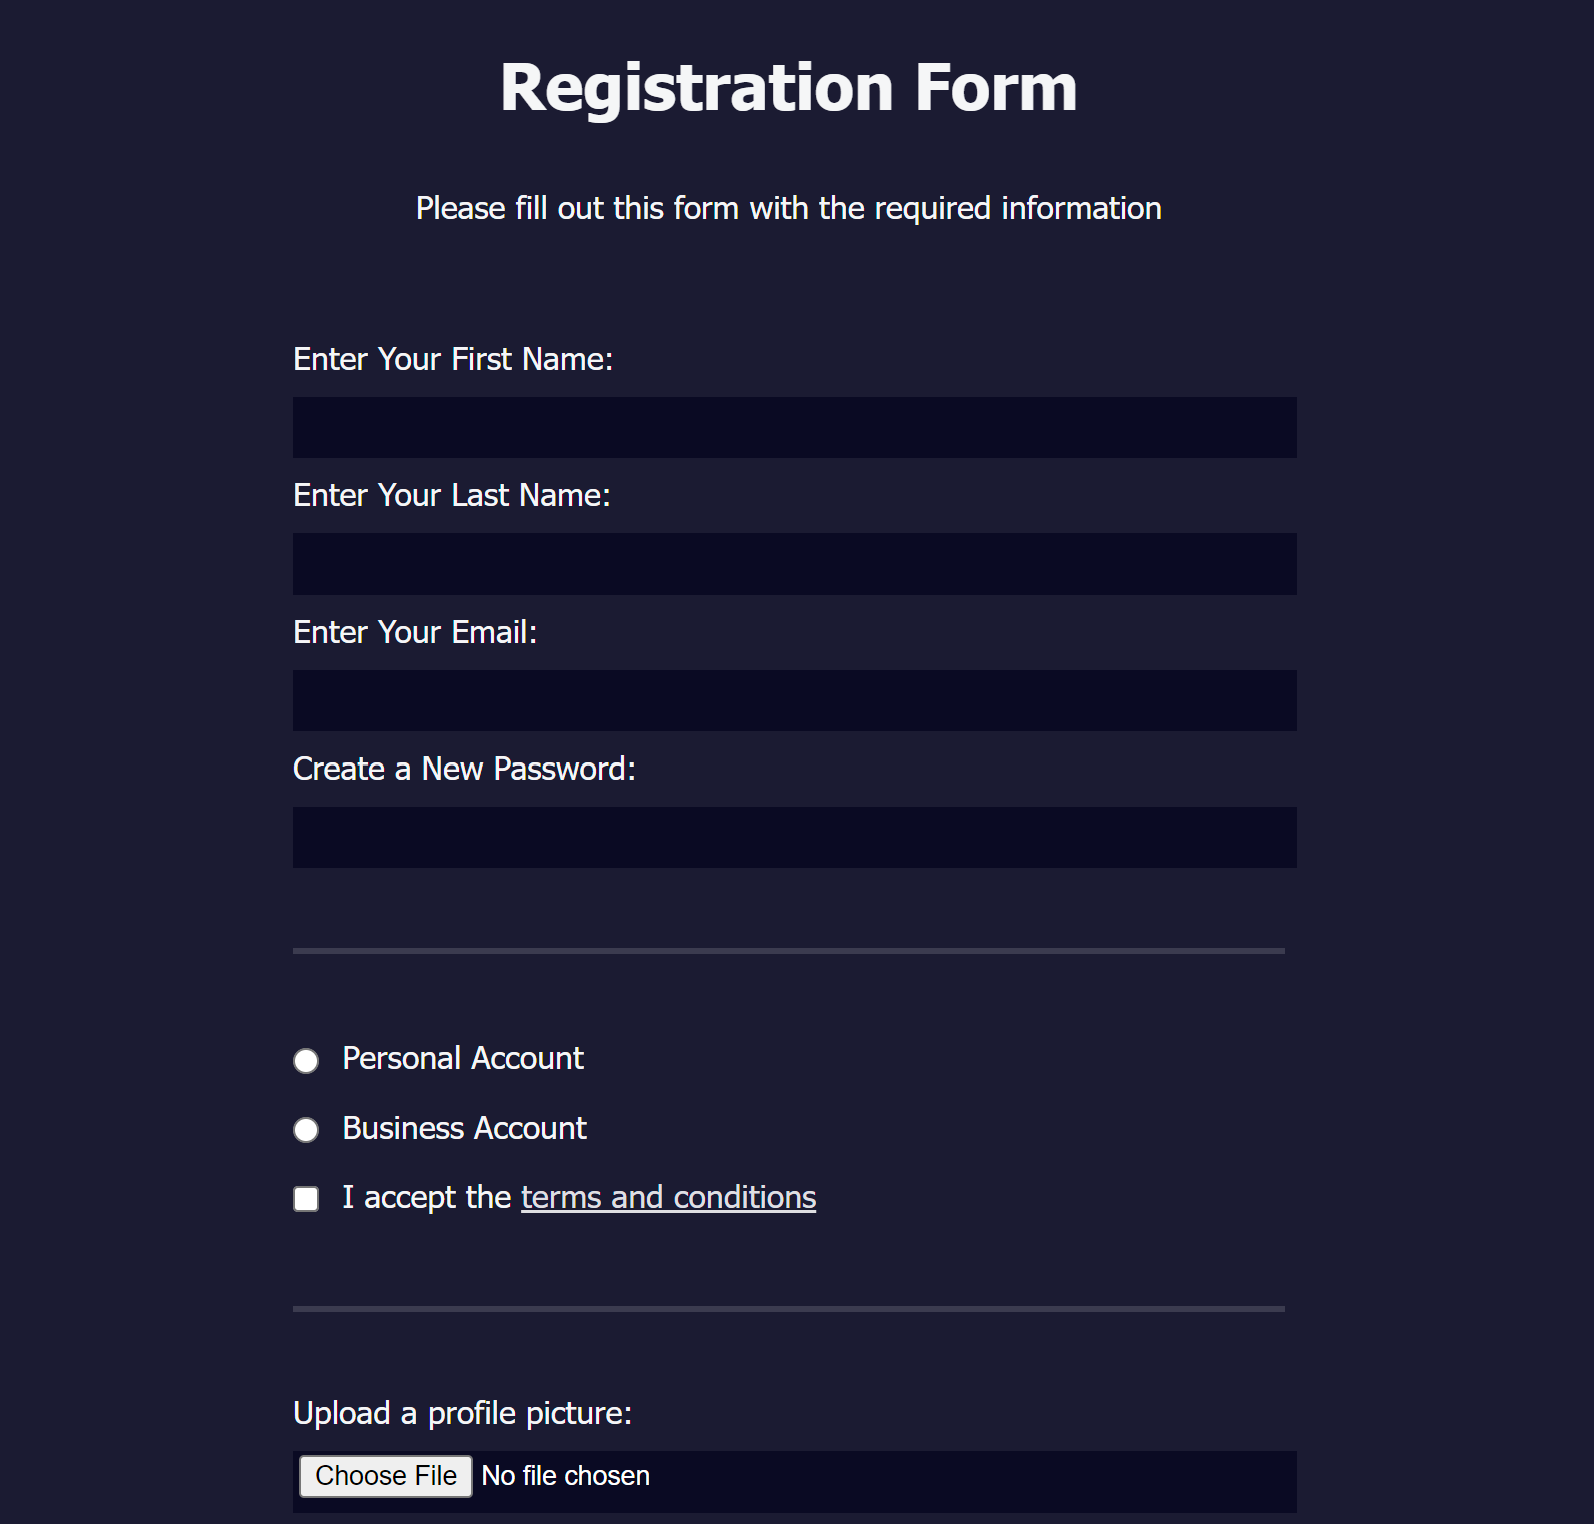 Registration Form
Please fill out this form with the required information
Enter Your First Name:
Enter Your Last Name:
Enter Your Email:
Create a New Password:
Personal Account
Business Account
I accept the terms and conditions
Upload a profile picture:
Choose File No file chosen